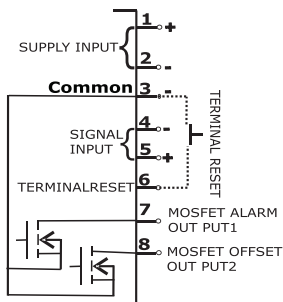 1 +
SUPPLY INPUT
2 -
Common 3 -
4 -
SIGNAL
INPUT
5 +
TERMINAL RESET
6
TERMINALRESET
7 MOSFET ALARM
OUT PUT1
8 MOSFET OFFSET
OUT PUT2